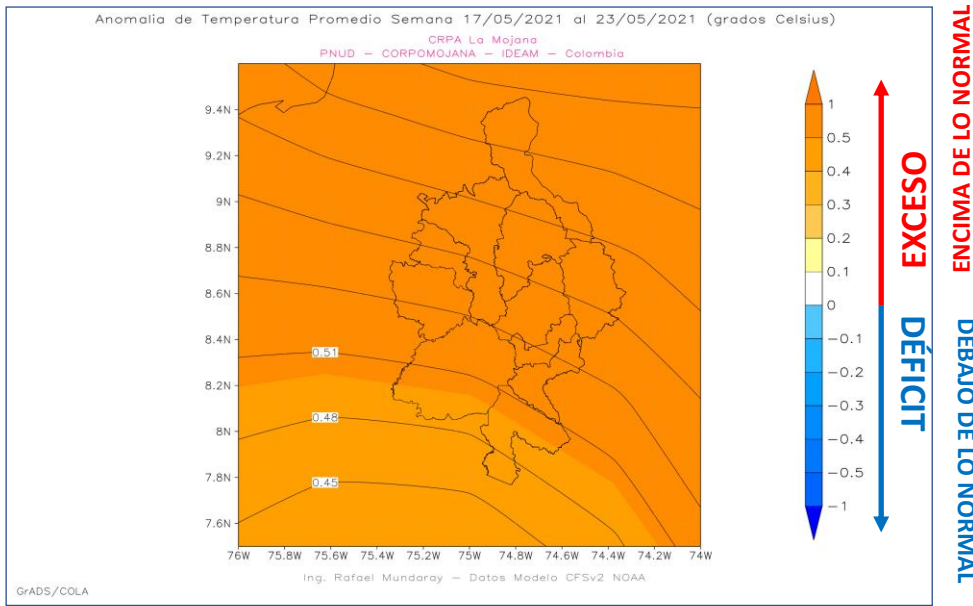 Anomalia de Temperatura Promedio Semana 17/05/2021 al 23/05/2021 (grados Celsius)
CRPA La Mojana
PNUD − CORPOMOJANA − IDEAM − Colombia
9.4N
9.2N
9N
8.8N
8.6N
8.4N
8.2N
8N
7.8N
7.6N
0.51
0.48
0.45
76W 75.8W 75.6W 75.4W 75.2W 75W 74.8W 74.6W 74.4W 74.2W 74W
Ing. Rafael Mundaray − Datos Modelo CFSv2 NOAA
GrADS/COLA
1
0.5
0.4
0.3
0.2
0.1
0
−0.1
−0.2
−0.3
−0.4
−0.5
−1
EXCESO
DÉFICIT
ENCIMA DE LO NORMAL
DEBAJO DE LO NORMAL